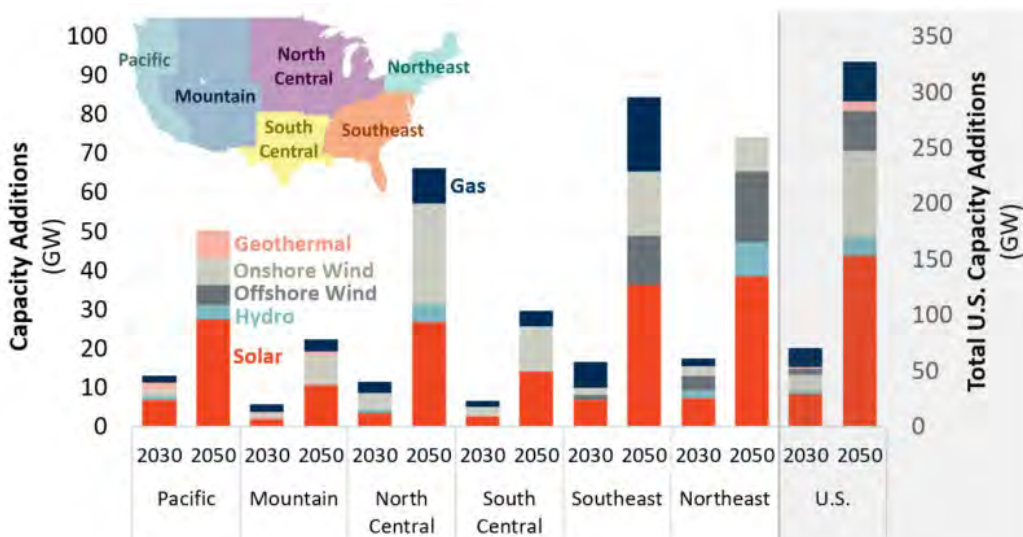 Capacity Additions
(GW)
100
90
80
70
60
50
40
30
20
10
0
Pacific
Mountain
North
Central
South
Central
Southeast
Northeast
Gas
Geothermal
Onshore Wind
Offshore Wind
Hydro
Solar
350
300
250
200
150
100
50
0
Total U.S. Capacity Additions
(GW)
2030 2050 2030 2050 2030 2050 2030 2050 2030 2050 2030 2050 2030 2050
Pacific Mountain North South Southeast Northeast U.S.
Central Central